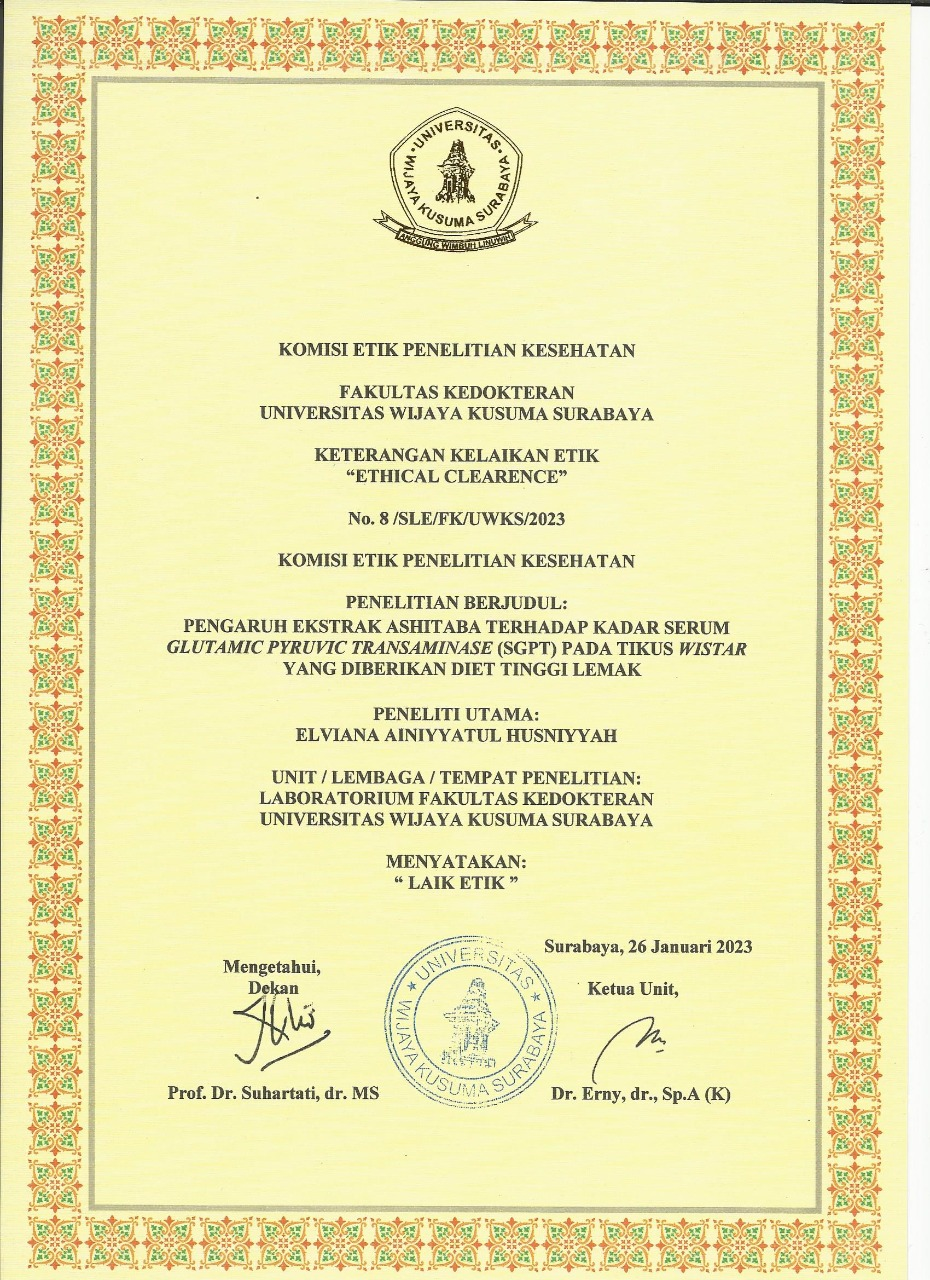 UNIVERSITAS
WIJAYA KUSUMA SURABAYA
ANGGUNG WIMBUH LINUWIH
KOMISI ETIK PENELITIAN KESEHATAN
FAKULTAS KEDOKTERAN
UNIVERSITAS WIJAYA KUSUMA SURABAYA
KETERANGAN KELAIKAN ETIK
“ETHICAL CLEARENCE”
No. 8 /SLE/FK/UWKS/2023
KOMISI ETIK PENELITIAN KESEHATAN
PENELITIAN BERJUDUL:
PENGARUH EKSTRAK ASHITABA TERHADAP KADAR SERUM
GLUTAMIC PYRUVIC TRANSAMINASE (SGPT) PADA TIKUS WISTAR
YANG DIBERIKAN DIET TINGGI LEMAK
PENELITI UTAMA:
ELVIANA AINIYYATUL HUSNIYYAH
UNIT / LEMBAGA / TEMPAT PENELITIAN:
LABORATORIUM FAKULTAS KEDOKTERAN
UNIVERSITAS WIJAYA KUSUMA SURABAYA
MENYATAKAN:
“ LAIK ETIK ”
Surabaya, 26 Januari 2023
Mengetahui,
Dekan
Ketua Unit,
UNIVERSITAS
WIJAYA KUSUMA SURABAYA
Prof. Dr. Suhartati, dr. MS
Dr. Erny, dr., Sp.A (K)